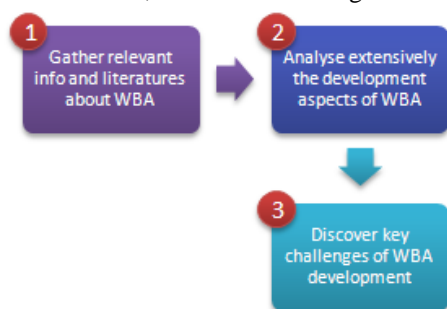 1
Gather relevant
info and literatures
about WBA
2
Analyse extensively
the development
aspects of WBA
3
Discover key
challenges of WBA
development